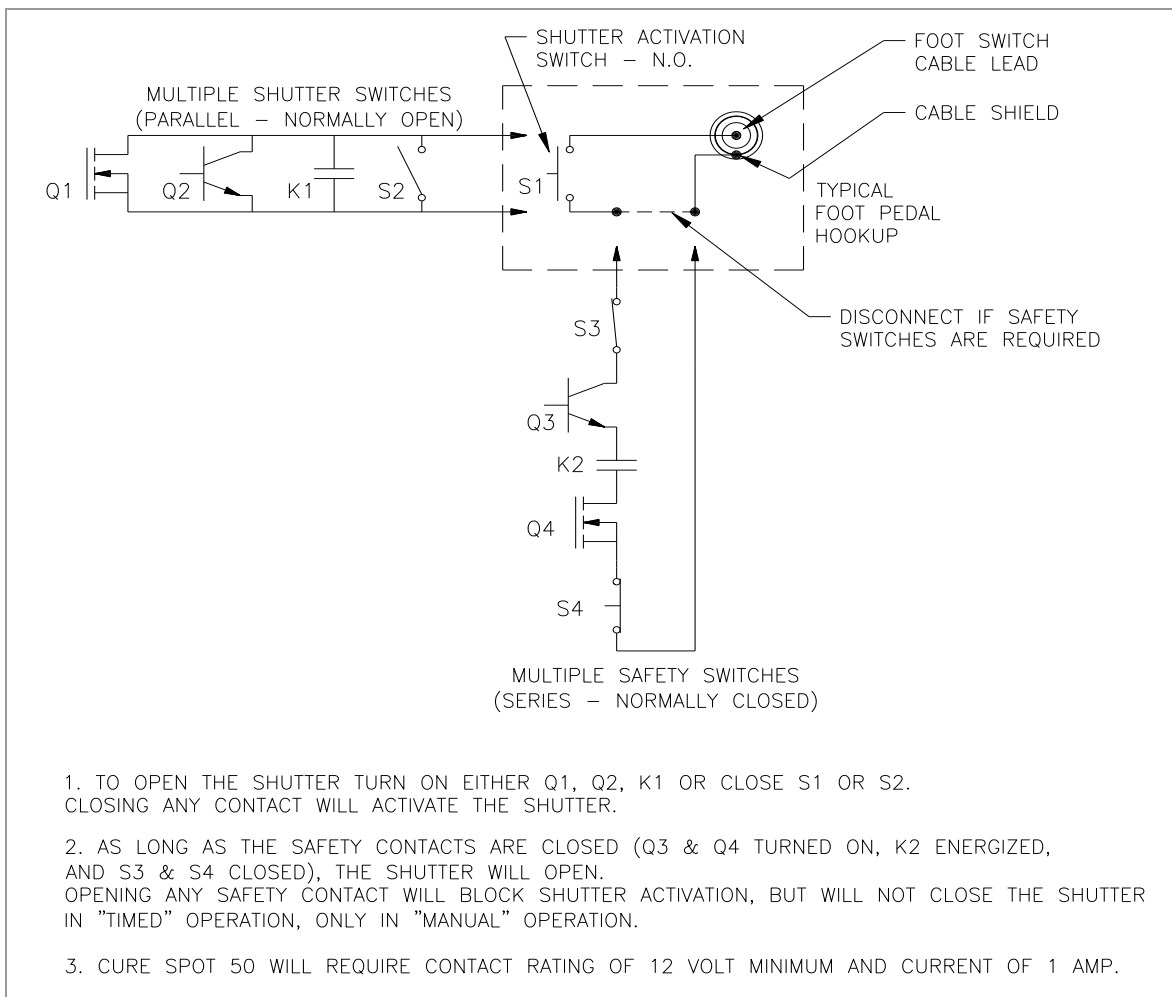 SHUTTER ACTIVATION
SWITCH – N.O.
FOOT SWITCH
CABLE LEAD
MULTIPLE SHUTTER SWITCHES
(PARALLEL – NORMALLY OPEN)
CABLE SHIELD
Q1
Q2
K1
S2
S1
TYPICAL
FOOT PEDAL
HOOKUP
S3
DISCONNECT IF SAFETY
SWITCHES ARE REQUIRED
Q3
K2
Q4
S4
MULTIPLE SAFETY SWITCHES
(SERIES – NORMALLY CLOSED)
1. TO OPEN THE SHUTTER TURN ON EITHER Q1, Q2, K1 OR CLOSE S1 OR S2.
CLOSING ANY CONTACT WILL ACTIVATE THE SHUTTER.
2. AS LONG AS THE SAFETY CONTACTS ARE CLOSED (Q3 & Q4 TURNED ON, K2 ENERGIZED,
AND S3 & S4 CLOSED), THE SHUTTER WILL OPEN.
OPENING ANY SAFETY CONTACT WILL BLOCK SHUTTER ACTIVATION, BUT WILL NOT CLOSE THE SHUTTER
IN ”TIMED” OPERATION, ONLY IN ”MANUAL” OPERATION.
3. CURE SPOT 50 WILL REQUIRE CONTACT RATING OF 12 VOLT MINIMUM AND CURRENT OF 1 AMP.